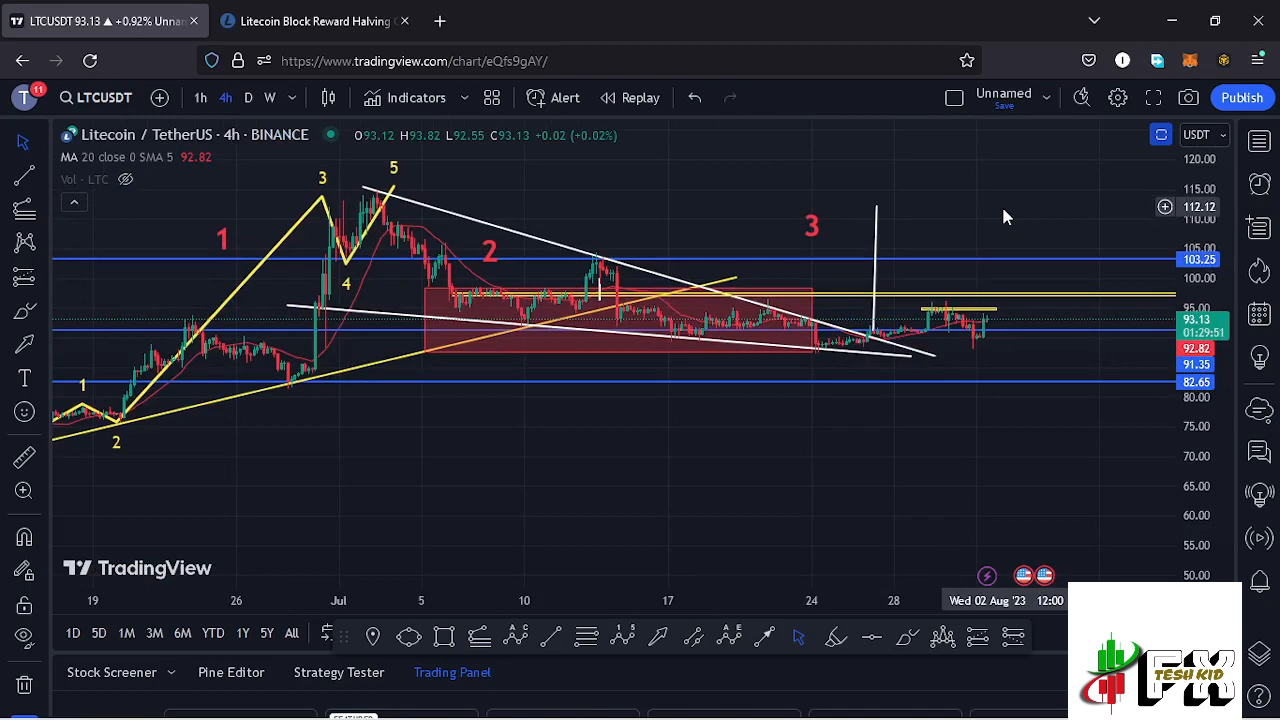 LTCUSDT 93.13 ▲ +0.92% Unnan
Litecoin Block Reward Halving C
https://www.tradingview.com/chart/eQfs9gAY/
T 11 LTCUSDT 1h 4h D W Indicators Alert Replay Unnamed Save Publish
Litecoin / TetherUS · 4h · BINANCE O93.12 H93.82 L92.55 C93.13 +0.02 (+0.02%) USDT
MA 20 close 0 SMA 5 92.82
Vol · LTC
120.00
115.00
112.12
110.00
105.00
103.25
100.00
95.00
93.13
01:29:51
92.82
91.35
82.65
80.00
75.00
70.00
65.00
60.00
55.00
50.00
1
2
3
4
5
1
2
3
TradingView
19 26 Jul 5 10 17 24 28 Wed 02 Aug '23 12:00
1D 5D 1M 3M 6M YTD 1Y 5Y All
Stock Screener Pine Editor Strategy Tester Trading Panel
FX
TESH KID